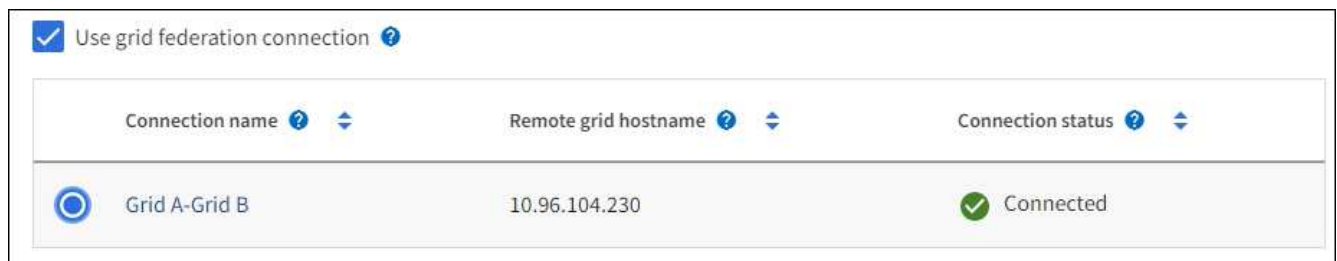 Use grid federation connection
Connection name Remote grid hostname Connection status
Grid A-Grid B 10.96.104.230 Connected